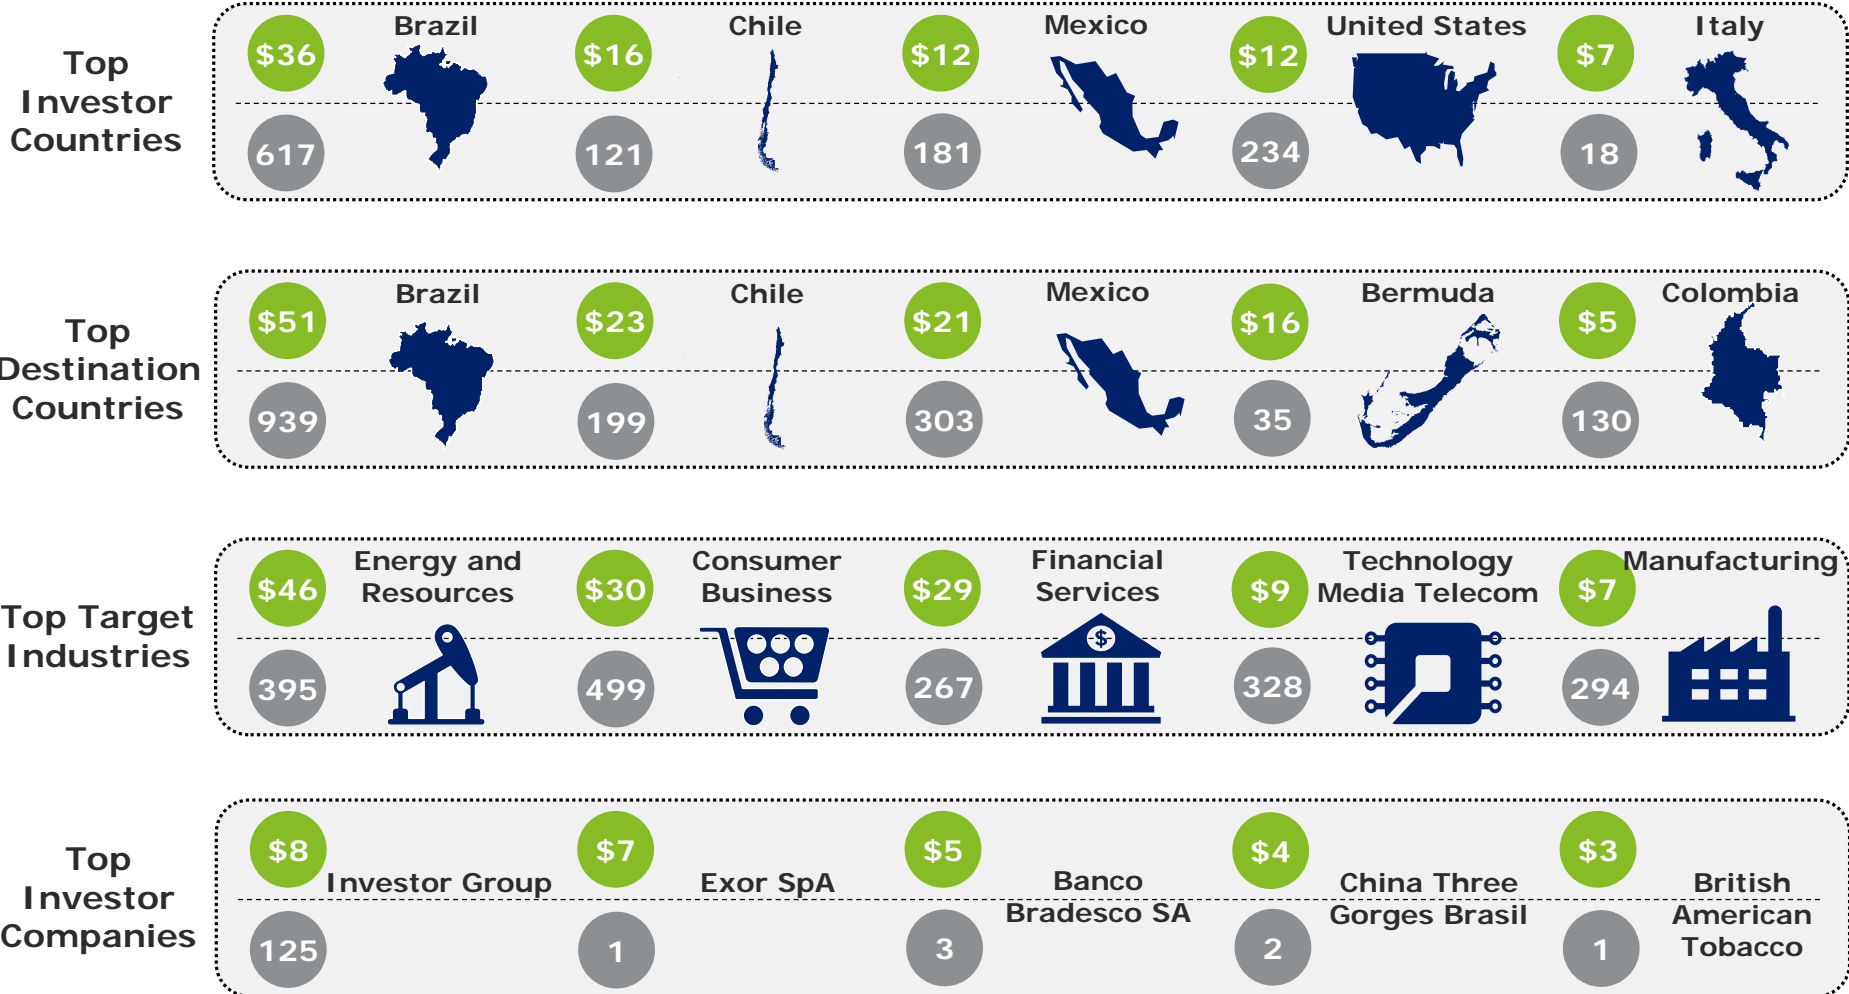 Top
Investor
Countries
$36
Brazil
617
$16
Chile
121
$12
Mexico
181
$12
United States
234
$7
Italy
18
Top
Destination
Countries
$51
Brazil
939
$23
Chile
199
$21
Mexico
303
$16
Bermuda
35
$5
Colombia
130
Top Target
Industries
$46
Energy and
Resources
395
$30
Consumer
Business
499
$29
Financial
Services
$
267
$9
Technology
Media Telecom
328
$7
Manufacturing
294
Top
Investor
Companies
$8
Investor Group
125
$7
Exor SpA
1
$5
Banco
Bradesco SA
3
$4
China Three
Gorges Brasil
2
$3
British
American
Tobacco
1